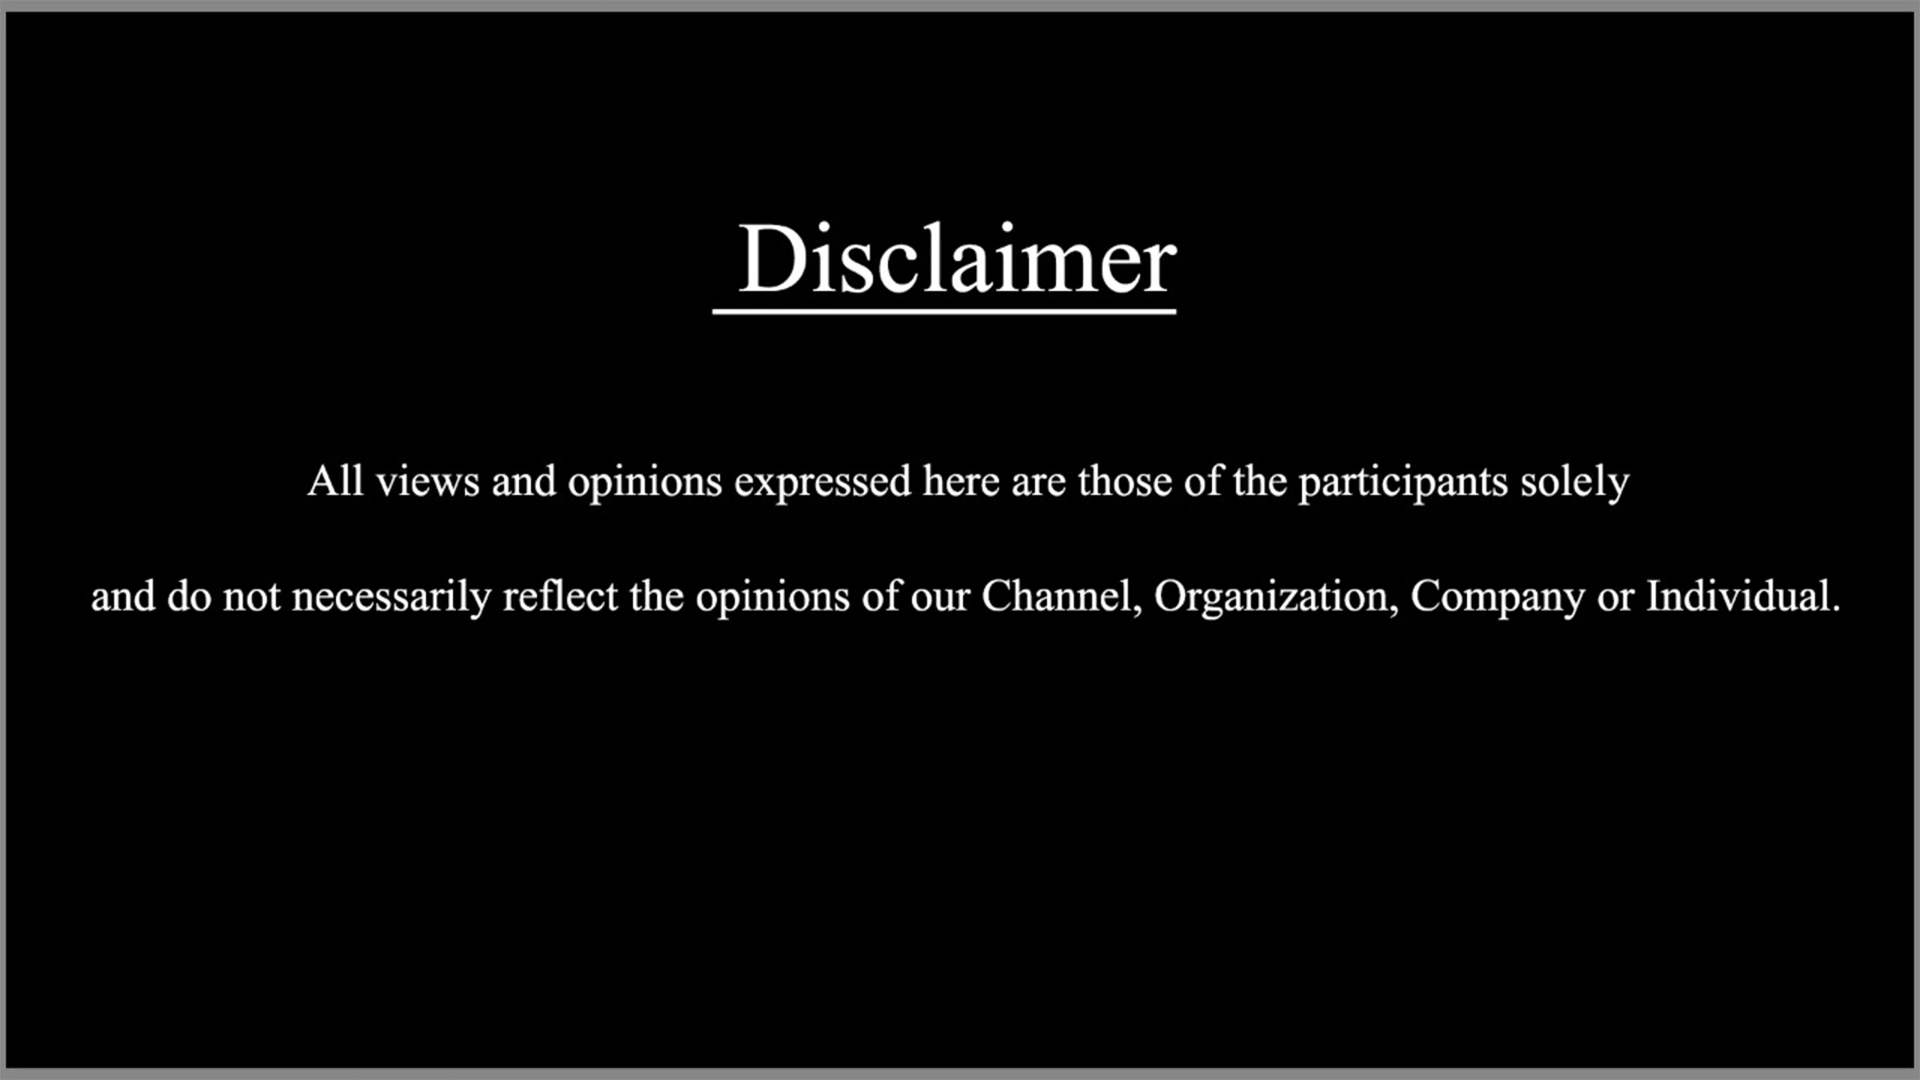 Disclaimer
All views and opinions expressed here are those of the participants solely
and do not necessarily reflect the opinions of our Channel, Organization, Company or Individual.